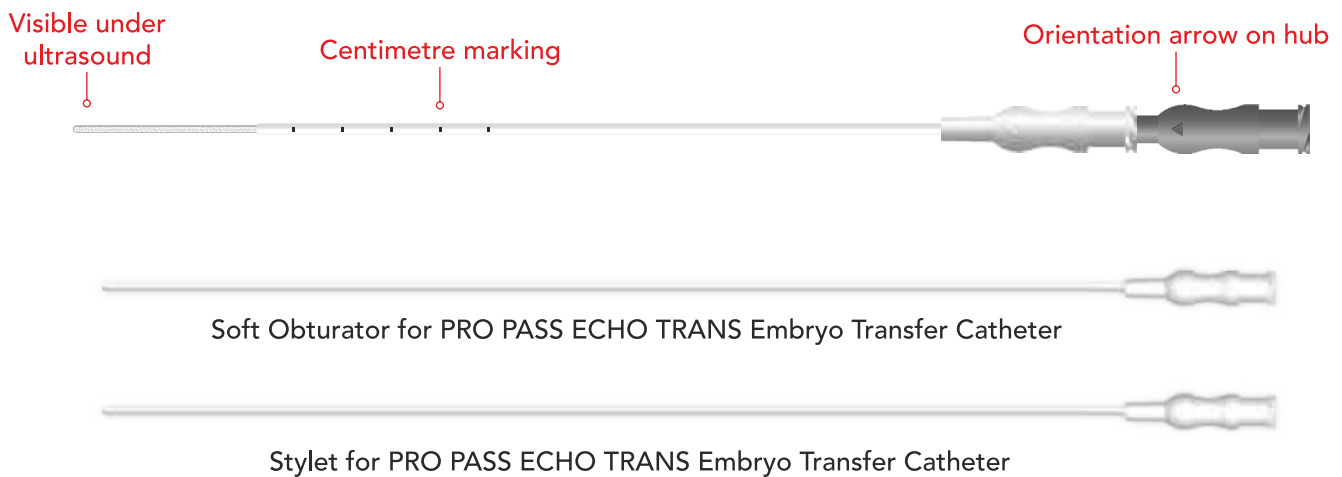 Visible under
ultrasound
Centimetre marking
Orientation arrow on hub
Soft Obturator for PRO PASS ECHO TRANS Embryo Transfer Catheter
Stylet for PRO PASS ECHO TRANS Embryo Transfer Catheter